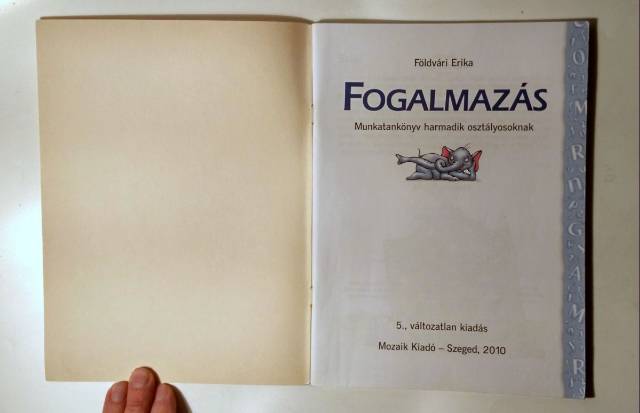 Földvári Erika
FOGALMAZÁS
Munkatankönyv harmadik osztályosoknak
5., változatlan kiadás
Mozaik Kiadó – Szeged, 2010